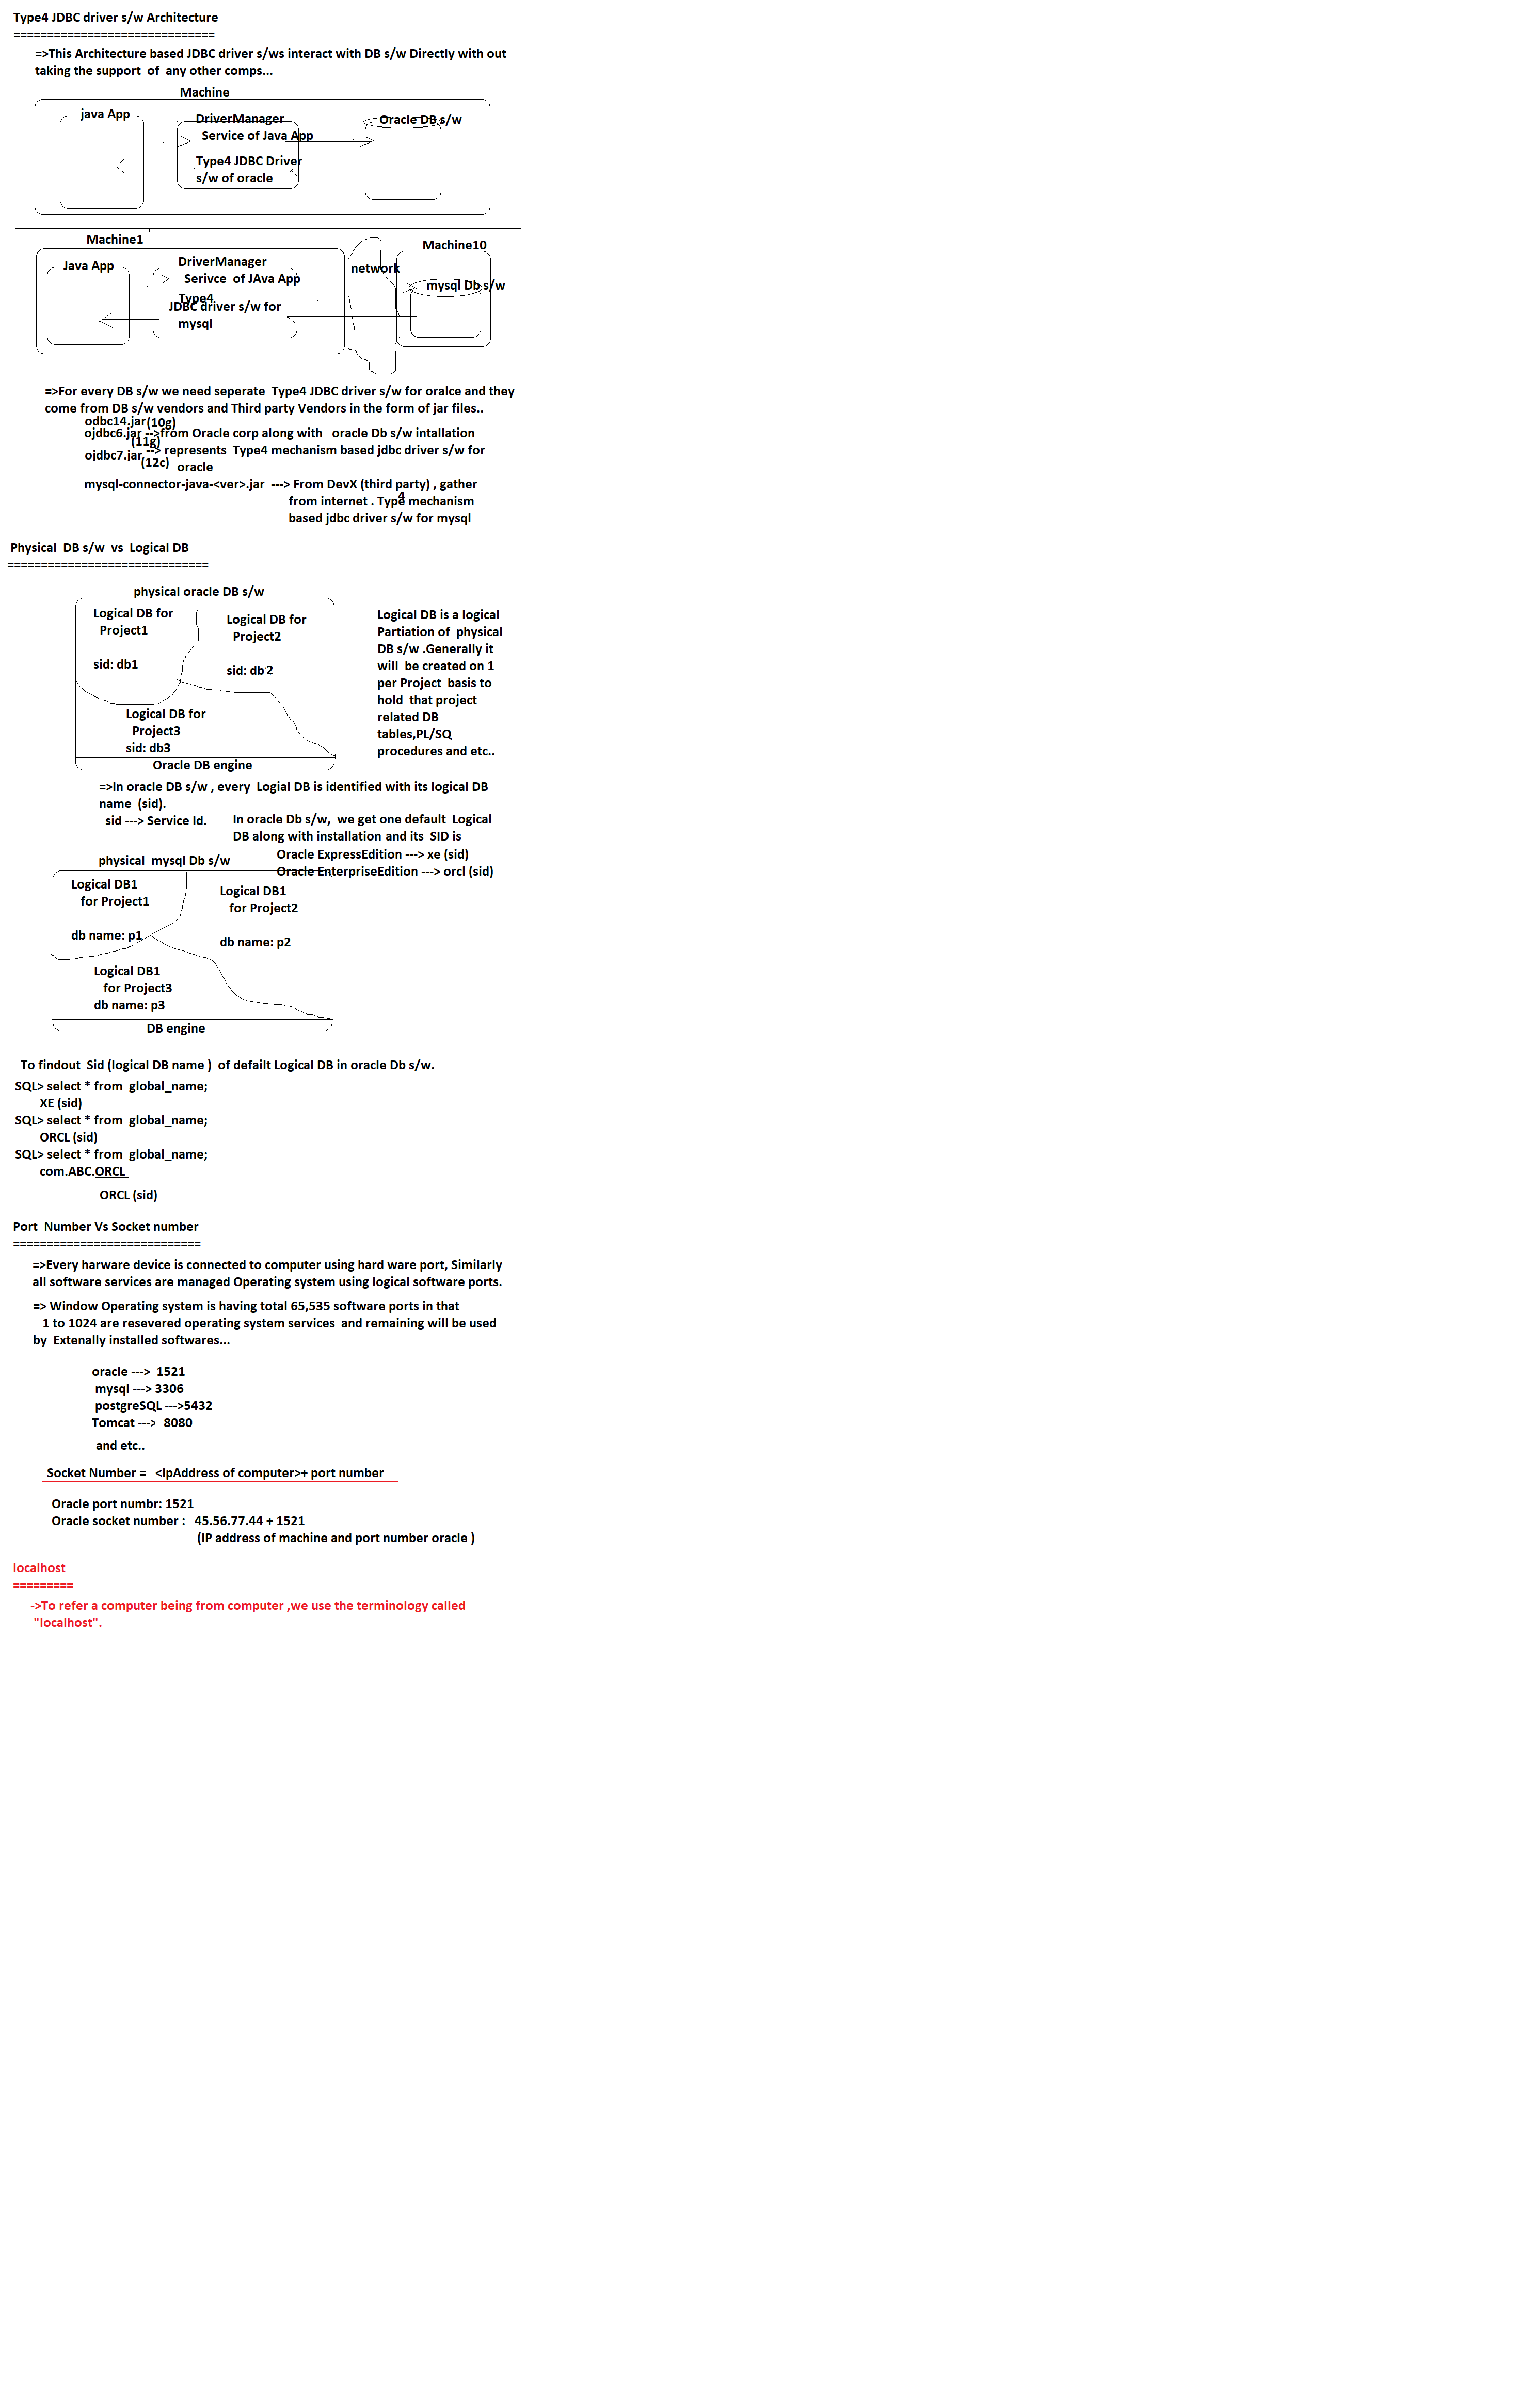 Type4 JDBC driver s/w Architecture
==============================
=>This Architecture based JDBC driver s/ws interact with DB s/w Directly with out
taking the support of any other comps...
Machine
java App
DriverManager
Service of Java App
Type4 JDBC Driver
s/w of oracle
Oracle DB s/w
Machine1
Java App
DriverManager
Serivce of JAva App
Type4
JDBC driver s/w for
mysql
network
Machine10
mysql Db s/w
=>For every DB s/w we need seperate Type4 JDBC driver s/w for oralce and they
come from DB s/w vendors and Third party Vendors in the form of jar files..
odbc14.jar(10g)
ojdbc6.jar -->from Oracle corp along with oracle Db s/w intallation
(11g)
ojdbc7.jar --> represents Type4 mechanism based jdbc driver s/w for
(12c) oracle
mysql-connector-java-<ver>.jar ---> From DevX (third party) , gather
4
from internet . Type mechanism
based jdbc driver s/w for mysql
Physical DB s/w vs Logical DB
==============================
physical oracle DB s/w
Logical DB for
Project1
sid: db1
Logical DB for
Project2
sid: db 2
Logical DB for
Project3
sid: db3
Oracle DB engine
Logical DB is a logical
Partiation of physical
DB s/w .Generally it
will be created on 1
per Project basis to
hold that project
related DB
tables,PL/SQ
procedures and etc..
=>In oracle DB s/w , every Logial DB is identified with its logical DB
name (sid).
sid ---> Service Id.
In oracle Db s/w, we get one default Logical
DB along with installation and its SID is
Oracle ExpressEdition ---> xe (sid)
Oracle EnterpriseEdition ---> orcl (sid)
physical mysql Db s/w
Logical DB1
for Project1
db name: p1
Logical DB1
for Project2
db name: p2
Logical DB1
for Project3
db name: p3
DB engine
To findout Sid (logical DB name ) of defailt Logical DB in oracle Db s/w.
SQL> select * from global_name;
XE (sid)
SQL> select * from global_name;
ORCL (sid)
SQL> select * from global_name;
com.ABC.ORCL
ORCL (sid)
Port Number Vs Socket number
============================
=>Every harware device is connected to computer using hard ware port, Similarly
all software services are managed Operating system using logical software ports.
=> Window Operating system is having total 65,535 software ports in that
1 to 1024 are resevered operating system services and remaining will be used
by Extenally installed softwares...
oracle ---> 1521
mysql ---> 3306
postgreSQL --->5432
Tomcat ---> 8080
and etc..
Socket Number = <IpAddress of computer>+ port number
Oracle port numbr: 1521
Oracle socket number : 45.56.77.44 + 1521
(IP address of machine and port number oracle )
localhost
=========
->To refer a computer being from computer ,we use the terminology called
"localhost".